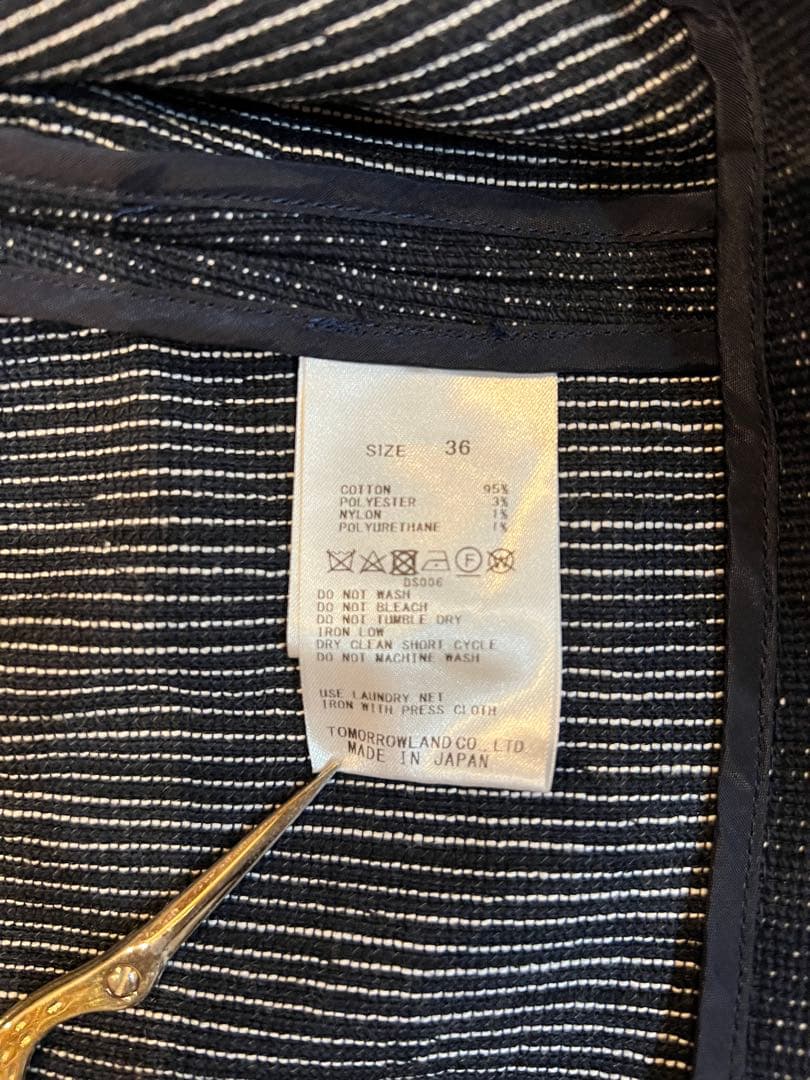 SIZE 36
COTTON 95%
POLYESTER 3%
NYLON 1%
POLYURETHANE 1%
F W
DS006
DO NOT WASH
DO NOT BLEACH
DO NOT TUMBLE DRY
IRON LOW
DRY CLEAN SHORT CYCLE
DO NOT MACHINE WASH
USE LAUNDRY NET
IRON WITH PRESS CLOTH
TOMORROWLAND CO., LTD.
MADE IN JAPAN